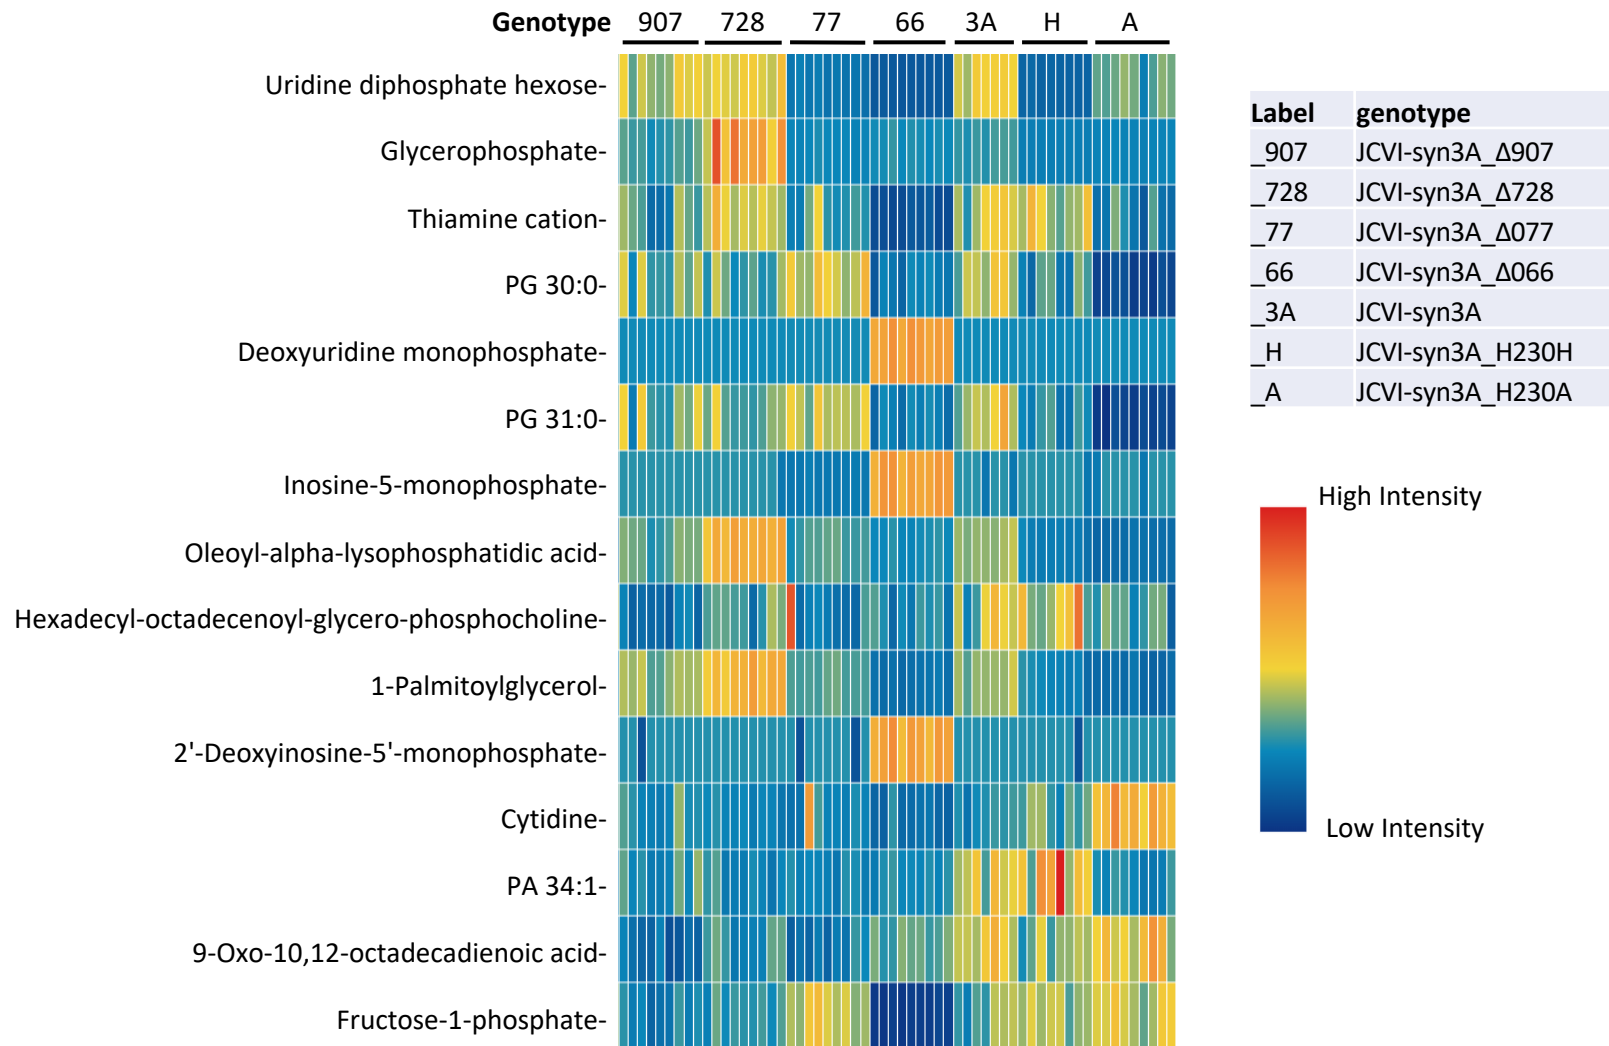 Genotype 907 728 77 66 3A H A
Uridine diphosphate hexose-
Glycerophosphate-
Thiamine cation-
PG 30:0-
Deoxyuridine monophosphate-
PG 31:0-
Inosine-5-monophosphate-
Oleoyl-alpha-lysophosphatidic acid-
Hexadecyl-octadecenoyl-glycero-phosphocholine-
1-Palmitoylglycerol-
2'-Deoxyinosine-5'-monophosphate-
Cytidine-
PA 34:1-
9-Oxo-10,12-octadecadienoic acid-
Fructose-1-phosphate-
Label genotype
_907 JCVI-syn3A_Δ907
_728 JCVI-syn3A_Δ728
_77 JCVI-syn3A_Δ077
_66 JCVI-syn3A_Δ066
_3A JCVI-syn3A
_H JCVI-syn3A_H230H
_A JCVI-syn3A_H230A
High Intensity
Low Intensity